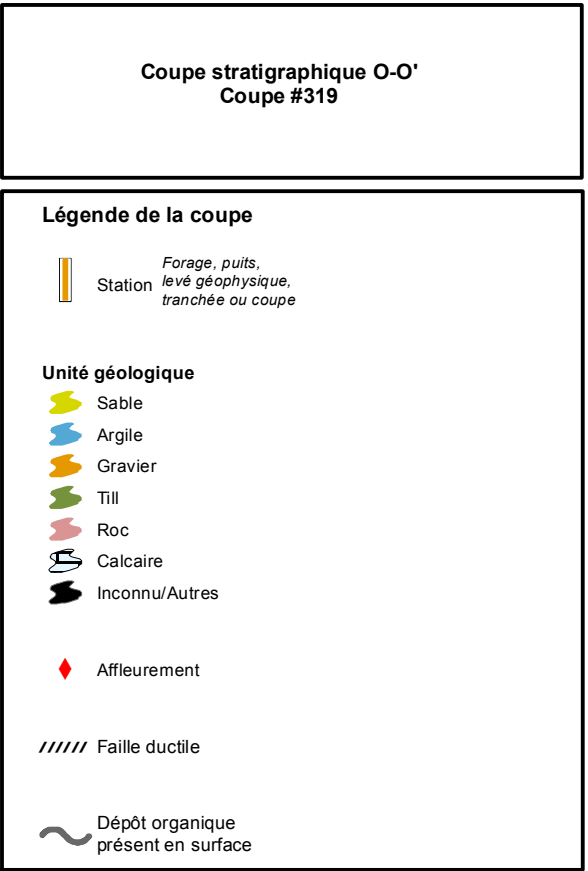 Coupe stratigraphique O-O'
Coupe #319
Légende de la coupe
Station
Forage, puits,
levé géophysique,
tranchée ou coupe
Unité géologique
Sable
Argile
Gravier
Till
Roc
Calcaire
Inconnu/Autres
Affleurement
Faille ductile
Dépôt organique
présent en surface